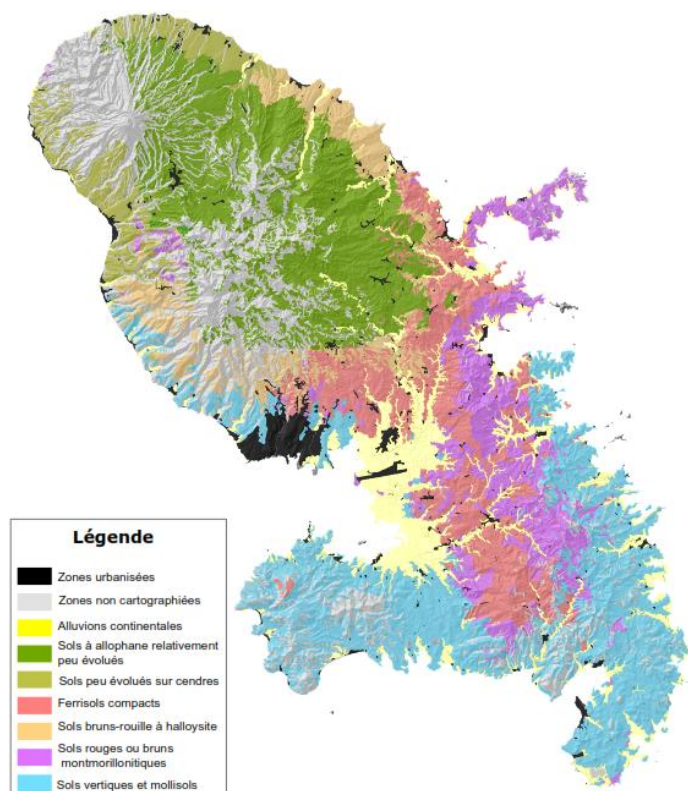 Légende
Zones urbanisées
Zones non cartographiées
Alluvions continentales
Sols à allophane relativement
peu évolués
Sols peu évolués sur cendres
Ferrisols compacts
Sols bruns-rouille à halloysite
Sols rouges ou bruns
montmorillonitiques
Sols vertiques et mollisols